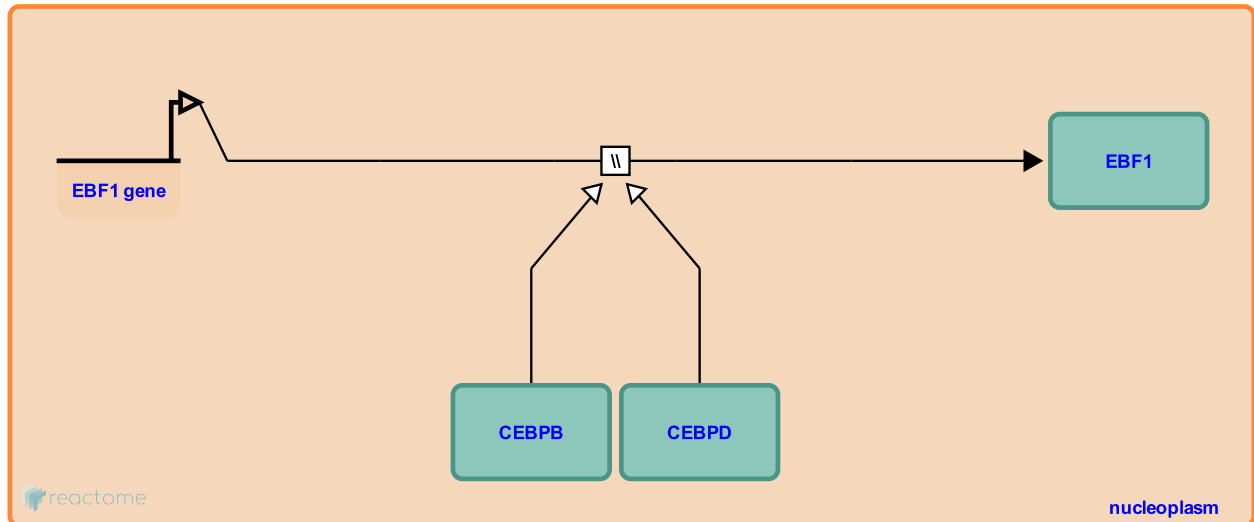 EBF1 gene
\\
EBF1
CEBPB
CEBPD
reactome
nucleoplasm